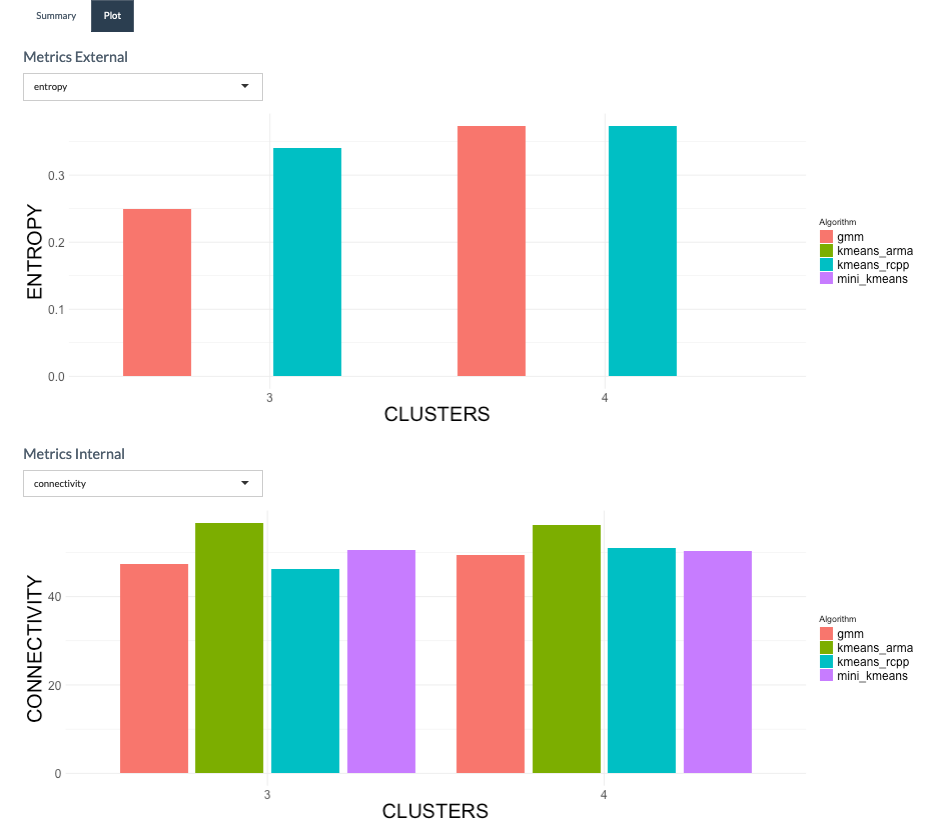 Summary Plot
Metrics External
entropy
0.3
0.2
0.1
0.0
ENTROPY
3 4
CLUSTERS
Algorithm
gmm
kmeans_arma
kmeans_rcpp
mini_kmeans
Metrics Internal
connectivity
40
20
0
CONNECTIVITY
3 4
CLUSTERS
Algorithm
gmm
kmeans_arma
kmeans_rcpp
mini_kmeans